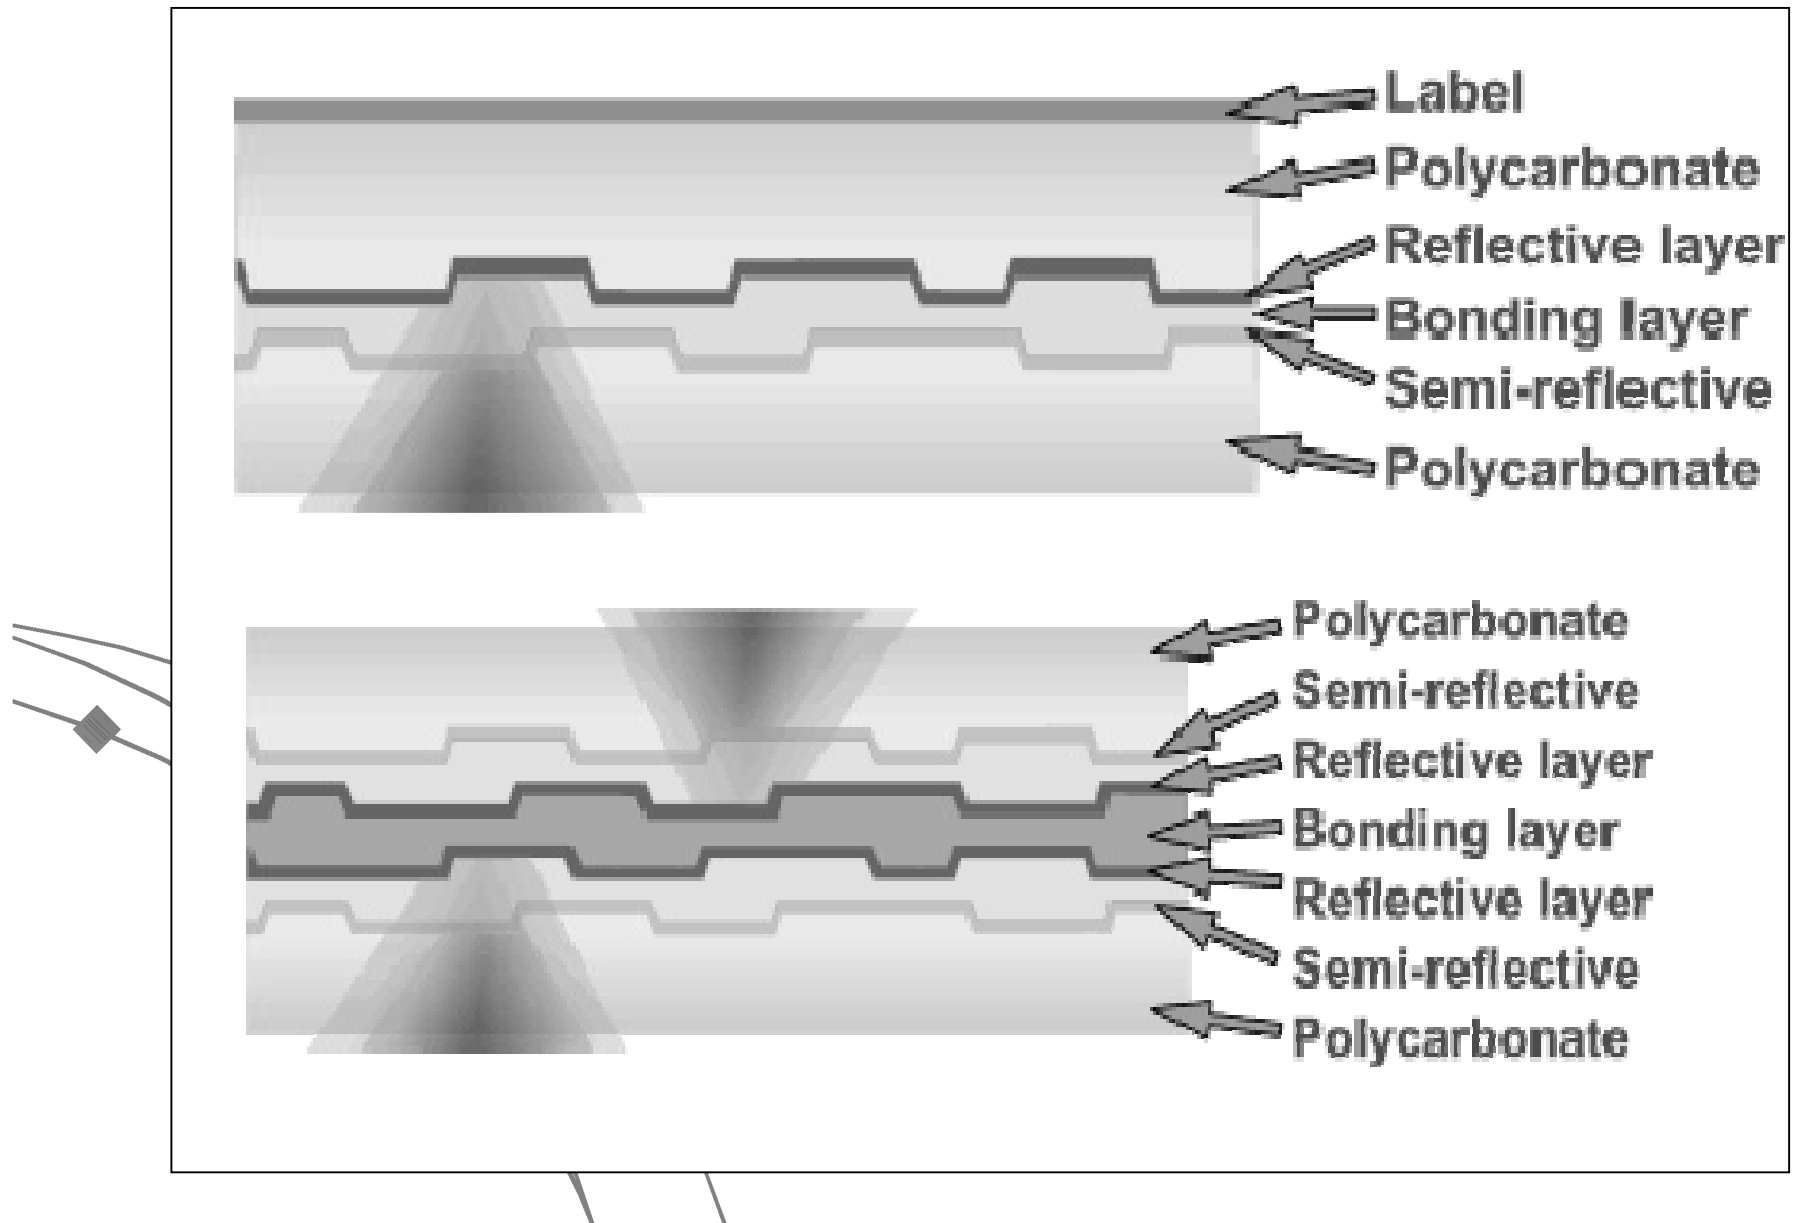 Label
Polycarbonate
Reflective layer
Bonding layer
Semi-reflective
Polycarbonate
Polycarbonate
Semi-reflective
Reflective layer
Bonding layer
Reflective layer
Semi-reflective
Polycarbonate